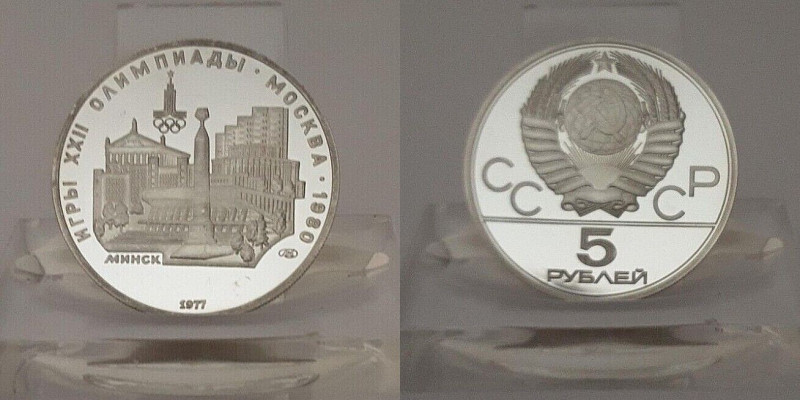 ИГРЫ XXII ОЛИМПИАДЫ · МОСКВА · 1980
МИНСК
1977
СССР
5
РУБЛЕЙ